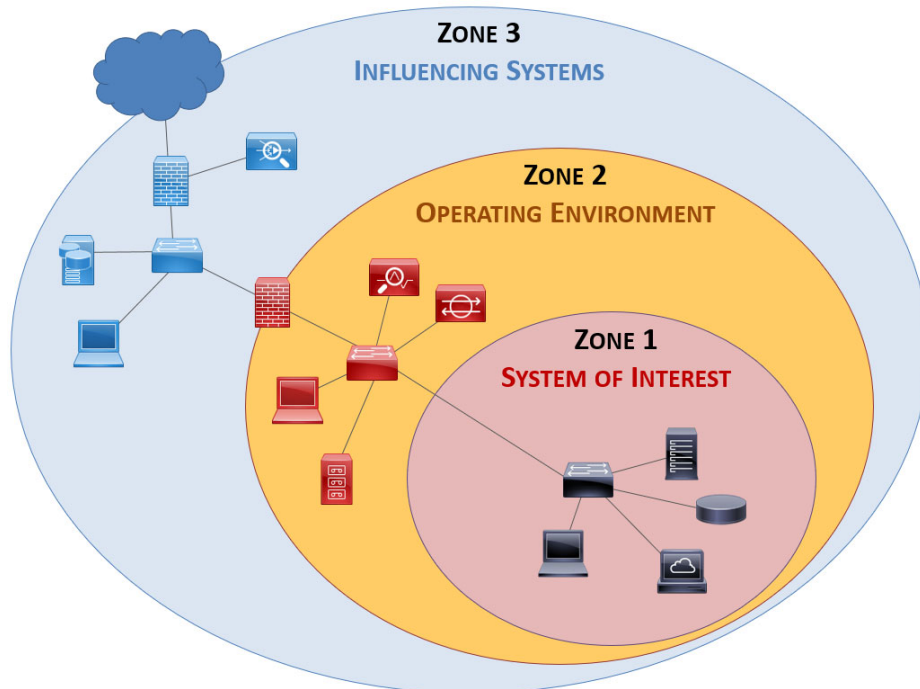 ZONE 3
INFLUENCING SYSTEMS
ZONE 2
OPERATING ENVIRONMENT
ZONE 1
SYSTEM OF INTEREST